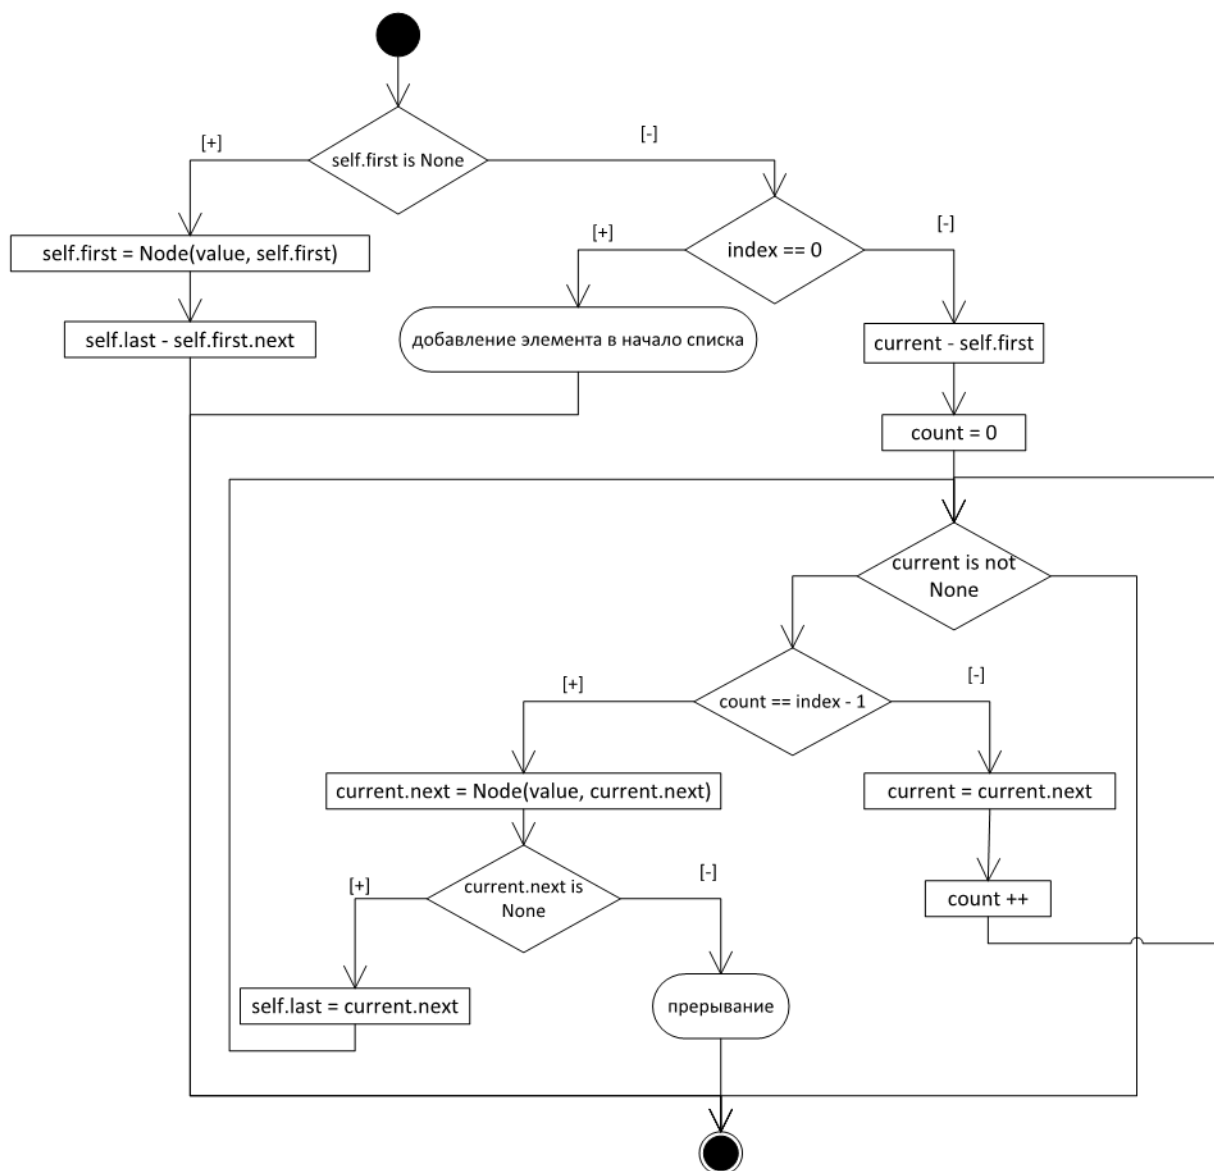 [+]
[-]
self.first is None
self.first = Node(value, self.first)
self.last - self.first.next
[+]
[-]
index == 0
добавление элемента в начало списка
current - self.first
count = 0
current is not
None
[+]
[-]
count == index - 1
current.next = Node(value, current.next)
current = current.next
[+]
[-]
current.next is
None
count ++
self.last = current.next
прерывание